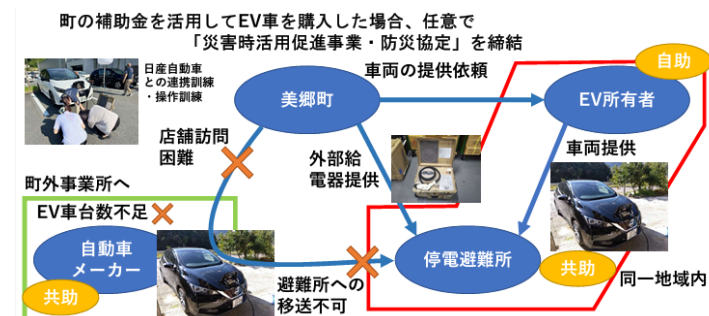 町の補助金を活用してEV車を購入した場合、任意で
「災害時活用促進事業・防災協定」を締結
日産自動車
との連携訓練
・操作訓練
車両の提供依頼
自助
美郷町
EV所有者
店舗訪問
困難
外部給
電器提供
車両提供
町外事業所へ
EV車台数不足
自動車
メーカー
共助
避難所への
移送不可
停電避難所
共助
同一地域内